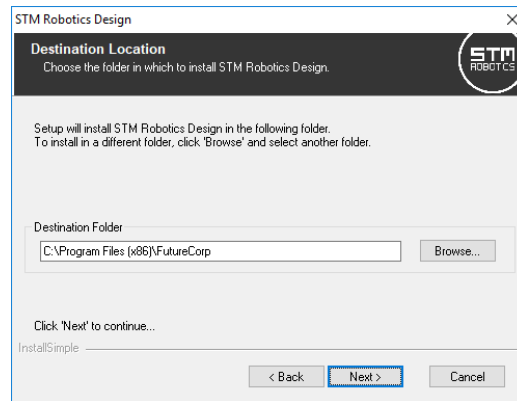 STM Robotics Design
Destination Location
Choose the folder in which to install STM Robotics Design.
STM
ROBOTCS
Setup will install STM Robotics Design in the following folder.
To install in a different folder, click 'Browse' and select another folder.
Destination Folder
C:\Program Files (x86)\FutureCorp
Browse...
Click 'Next' to continue...
InstallSimple
< Back
Next >
Cancel